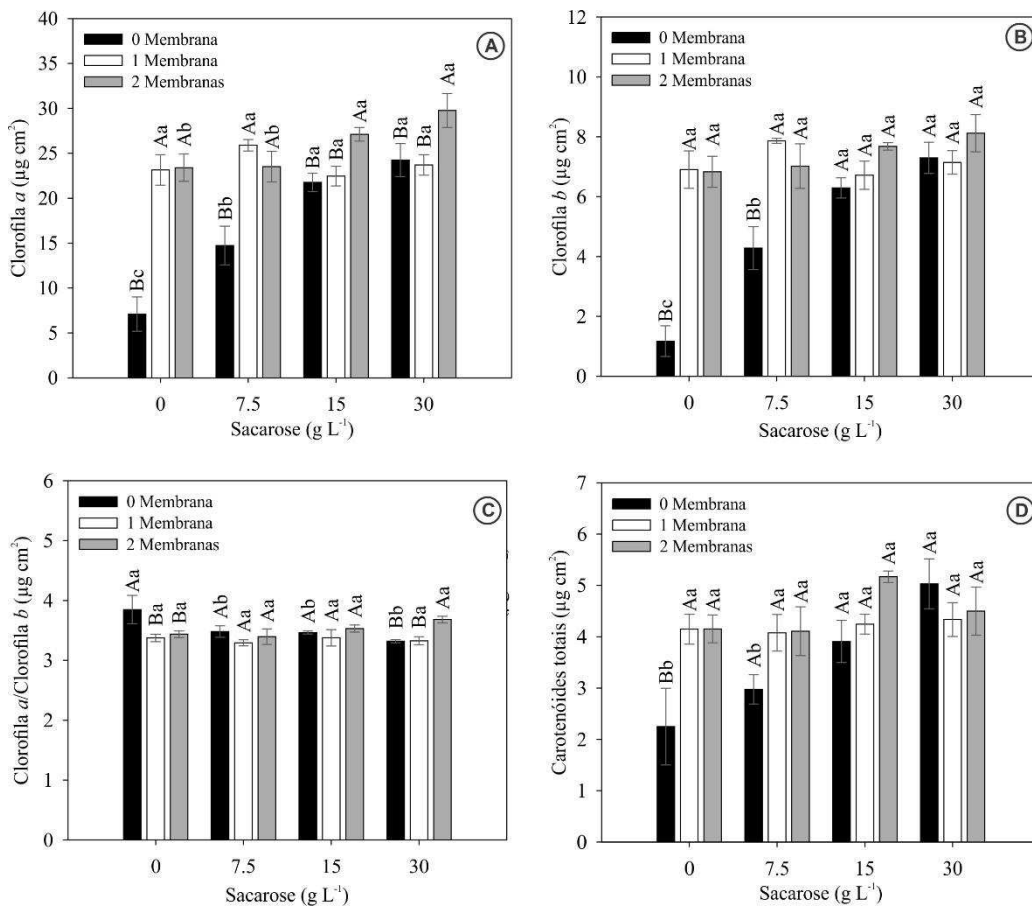 40
35
30
25
20
15
10
5
0
Clorofila a (µg cm²)
0 Membrana
1 Membrana
2 Membranas
A
Bc
Aa
Ab
Bb
Aa
Ab
Ba
Ba
Aa
Ba
Ba
Aa
0 7.5 15 30
Sacarose (g L⁻¹)
12
10
8
6
4
2
0
Clorofila b (µg cm²)
0 Membrana
1 Membrana
2 Membranas
B
Bc
Aa
Aa
Bb
Aa
Aa
Aa
Aa
Aa
Aa
Aa
Aa
0 7.5 15 30
Sacarose (g L⁻¹)
6
5
4
3
2
1
0
Clorofila a/Clorofila b (µg cm²)
0 Membrana
1 Membrana
2 Membranas
C
Aa
Ba
Ba
Ab
Aa
Aa
Ab
Aa
Aa
Bb
Ba
Aa
0 7.5 15 30
Sacarose (g L⁻¹)
7
6
5
4
3
2
1
0
Carotenóides totais (µg cm²)
0 Membrana
1 Membrana
2 Membranas
D
Bb
Aa
Aa
Ab
Aa
Aa
Aa
Aa
Aa
Aa
Aa
Aa
0 7.5 15 30
Sacarose (g L⁻¹)